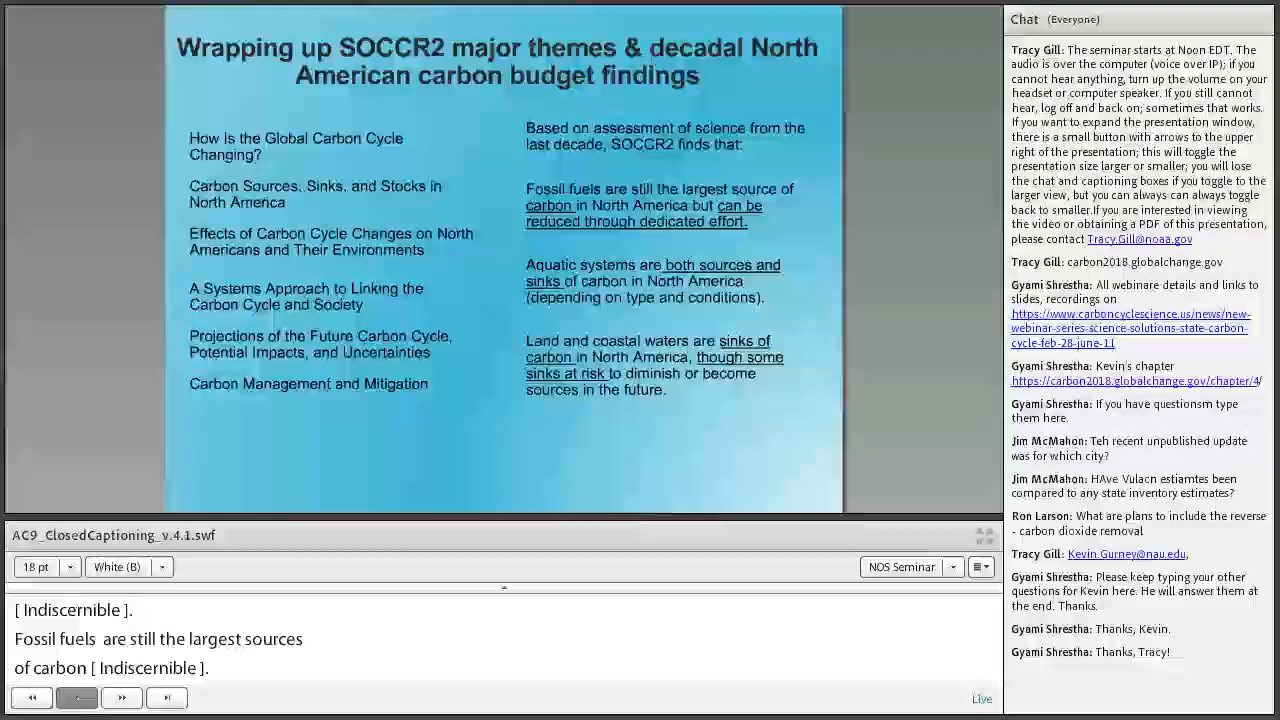 Wrapping up SOCCR2 major themes & decadal North
American carbon budget findings
How Is the Global Carbon Cycle
Changing?
Carbon Sources, Sinks, and Stocks in
North America
Effects of Carbon Cycle Changes on North
Americans and Their Environments
A Systems Approach to Linking the
Carbon Cycle and Society
Projections of the Future Carbon Cycle,
Potential Impacts, and Uncertainties
Carbon Management and Mitigation
Based on assessment of science from the
last decade, SOCCR2 finds that:
Fossil fuels are still the largest source of
carbon in North America but can be
reduced through dedicated effort.
Aquatic systems are both sources and
sinks of carbon in North America
(depending on type and conditions).
Land and coastal waters are sinks of
carbon in North America, though some
sinks at risk to diminish or become
sources in the future.
AC9_ClosedCaptioning_v.4.1.swf
18 pt
White (B)
NOS Seminar
[ Indiscernible ].
Fossil fuels are still the largest sources
of carbon [ Indiscernible ].
Live
Chat (Everyone)
Tracy Gill: The seminar starts at Noon EDT. The
audio is over the computer (voice over IP); if you
cannot hear anything, turn up the volume on your
headset or computer speaker. If you still cannot
hear, log off and back on; sometimes that works.
If you want to expand the presentation window,
there is a small button with arrows to the upper
right of the presentation; this will toggle the
presentation size larger or smaller; you will lose
the chat and captioning boxes if you toggle to the
larger view, but you can always can always toggle
back to smaller.If you are interested in viewing
the video or obtaining a PDF of this presentation,
please contact Tracy.Gill@noaa.gov
Tracy Gill: carbon2018.globalchange.gov
Gyami Shrestha: All webinare details and links to
slides, recordings on
https://www.carboncyclescience.us/news/new-
webinar-series-science-solutions-state-carbon-
cycle-feb-28-june-11
Gyami Shrestha: Kevin's chapter
https://carbon2018.globalchange.gov/chapter/4/
Gyami Shrestha: If you have questionsm type
them here.
Jim McMahon: Teh recent unpublished update
was for which city?
Jim McMahon: HAve Vulacn estiamtes been
compared to any state inventory estimates?
Ron Larson: What are plans to include the reverse
- carbon dioxide removal
Tracy Gill: Kevin.Gurney@nau.edu,
Gyami Shrestha: Please keep typing your other
questions for Kevin here. He will answer them at
the end. Thanks.
Gyami Shrestha: Thanks, Kevin.
Gyami Shrestha: Thanks, Tracy!